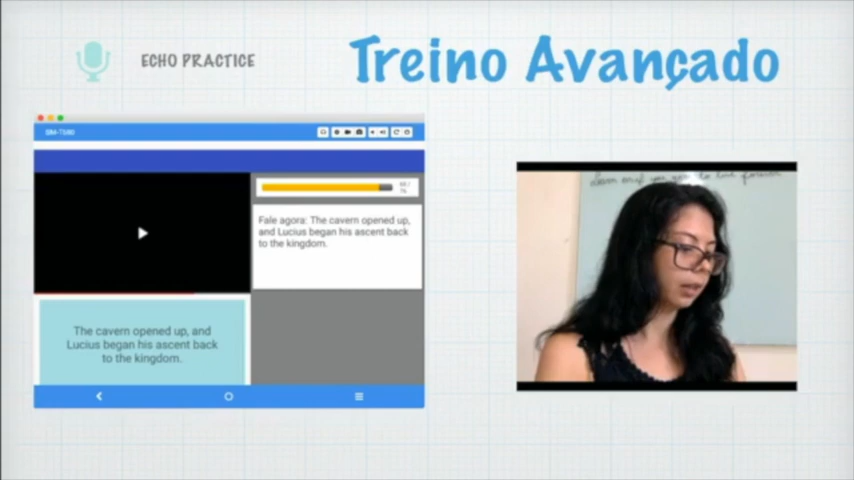 ECHO PRACTICE
Treino Avançado
Fale agora: The cavern opened up,
and Lucius began his ascent back
to the kingdom.
The cavern opened up, and
Lucius began his ascent back
to the kingdom.